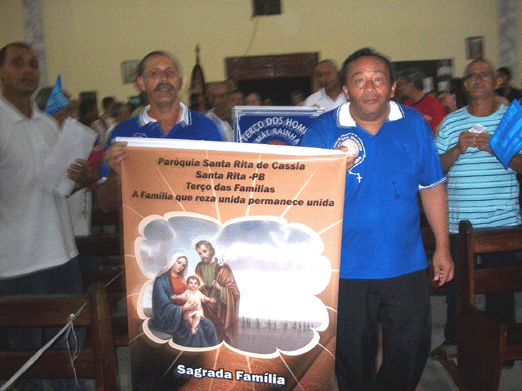 Paróquia Santa Rita de Cassia
Santa Rita -PB
Terço das Famílias
A Família que reza unida permanece unida
Sagrada Família
TERÇO DOS HOM
MÃE RAINHA